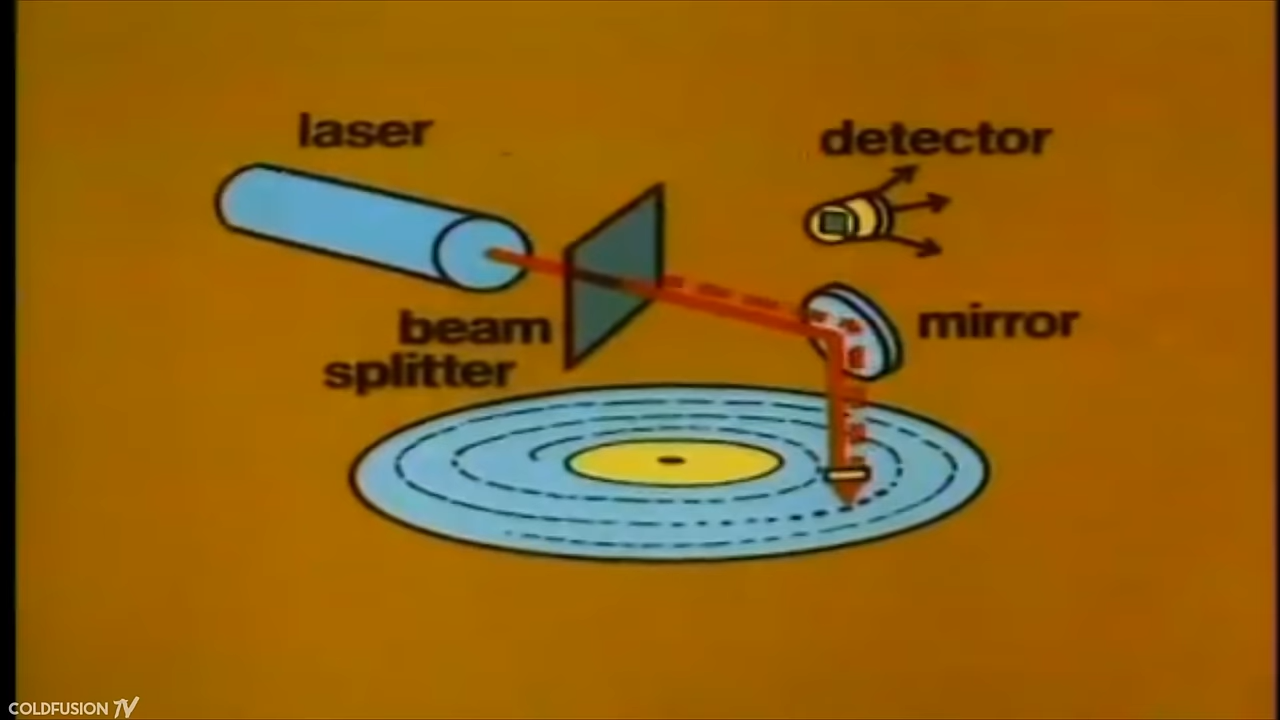 laser
detector
beam
splitter
mirror
COLDFUSION TV